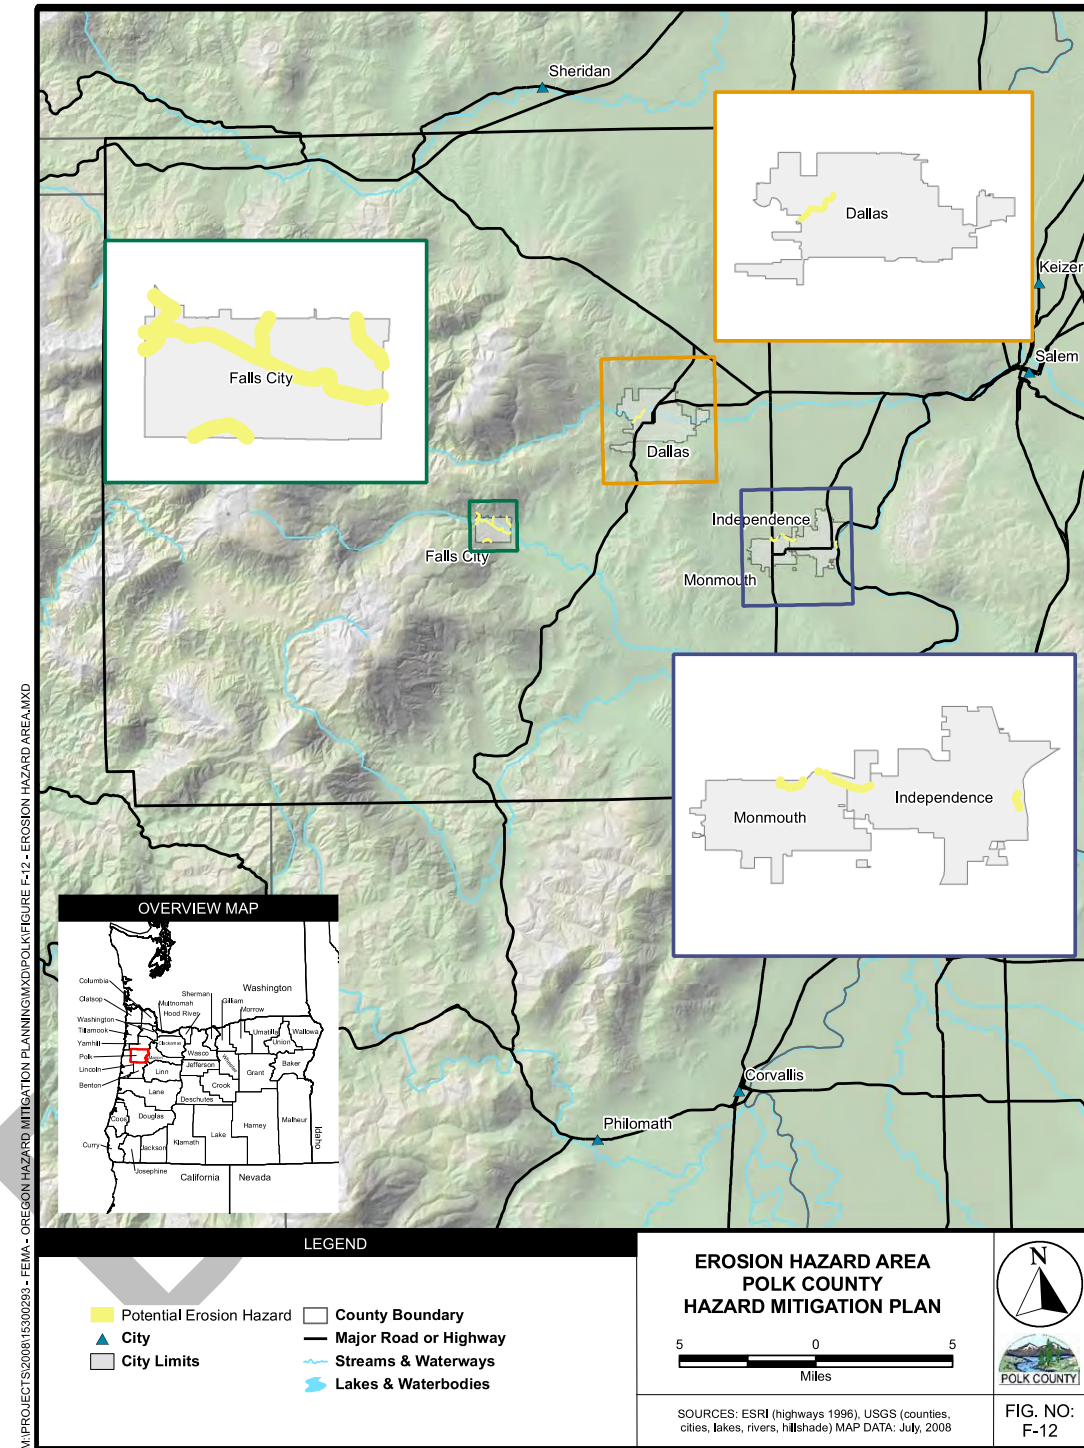 Sheridan
Dallas
Keizer
Salem
Falls City
Dallas
Independence
Falls City
Monmouth
Independence
Monmouth
OVERVIEW MAP
Columbia
Clatsop
Washington
Tillamook
Yamhill
Polk
Lincoln
Benton
Multnomah
Hood River
Sherman
Gilliam
Morrow
Washington
Umatilla
Wallowa
Union
Clackamas
Wasco
Wheeler
Jefferson
Grant
Baker
Linn
Crook
Lane
Deschutes
Coos
Douglas
Harney
Malheur
Lake
Klamath
Curry
Jackson
Josephine
Idaho
California
Nevada
Corvallis
Philomath
V:\PROJECTS\2008\15300293 - FEMA - OREGON HAZARD MITIGATION PLANNING\MXD\POLK\FIGURE F-12 - EROSION HAZARD AREA.MXD
LEGEND
Potential Erosion Hazard
City
City Limits
County Boundary
Major Road or Highway
Streams & Waterways
Lakes & Waterbodies
EROSION HAZARD AREA
POLK COUNTY
HAZARD MITIGATION PLAN
5 0 5
Miles
SOURCES: ESRI (highways 1996), USGS (counties,
cities, lakes, rivers, hillshade) MAP DATA: July, 2008
N
POLK COUNTY
FIG. NO:
F-12